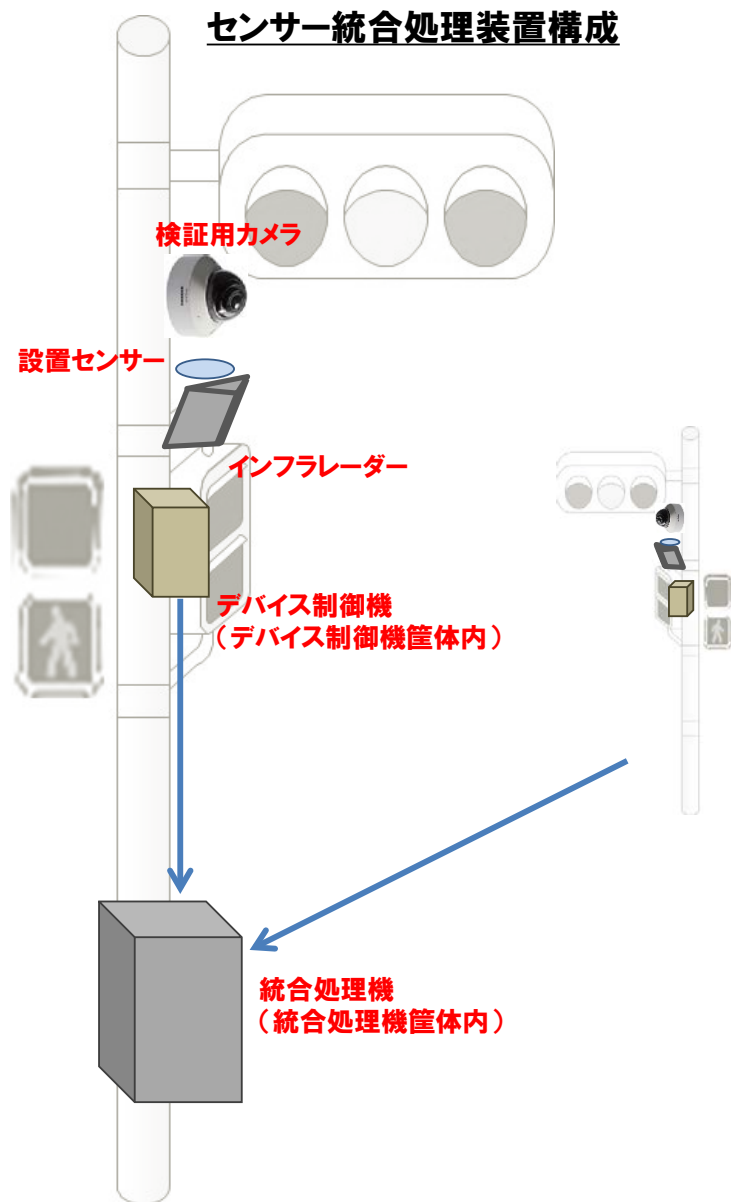 センサー統合処理装置構成
検証用カメラ
設置センサー
インフラレーダー
デバイス制御機
（デバイス制御機筐体内）
統合処理機
（統合処理機筐体内）